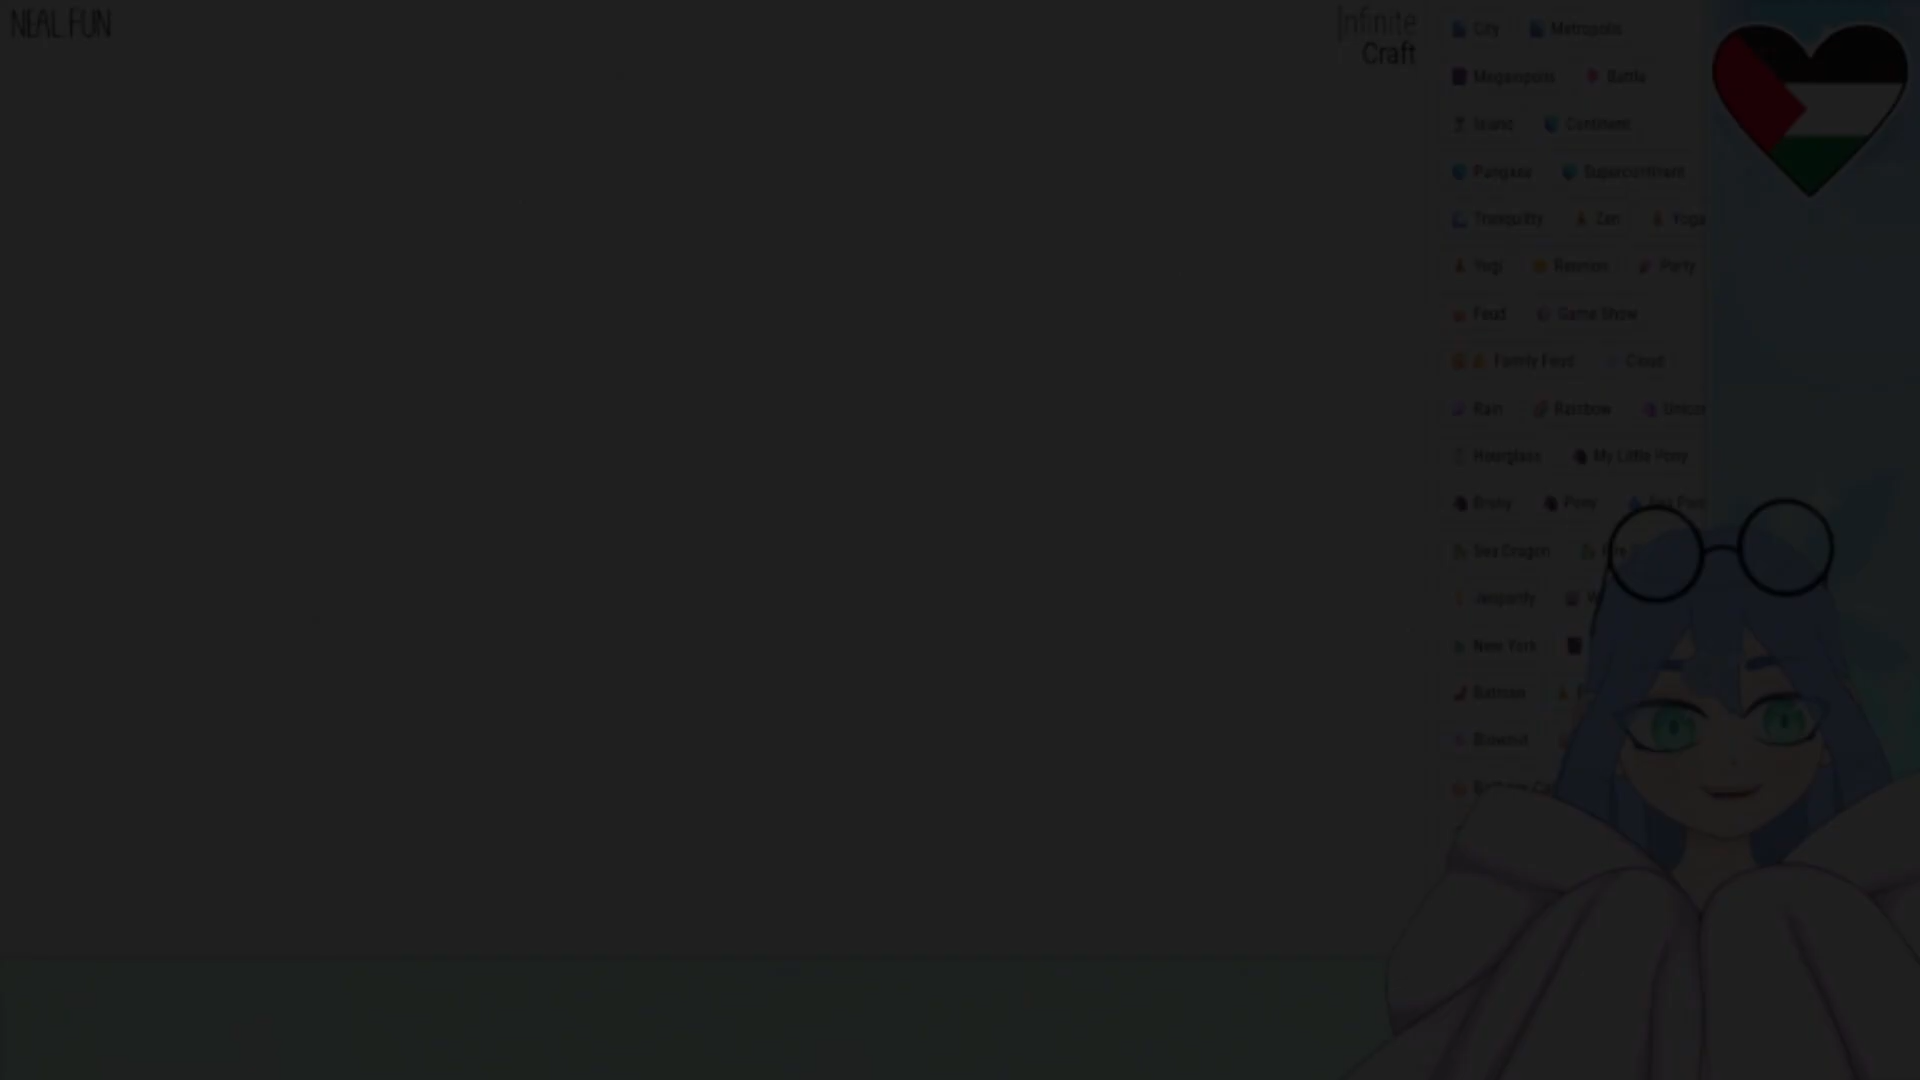 NEAL.FUN
Infinite
Craft
City Metropolis
Megalopolis Battle
Island Continent
Pangaea Supercontinent
Tranquility Zen Yoga
Yogi Reunion Party
Feud Game Show
Family Feud Cloud
Rain Rainbow
Hourglass My Little Pony
Brony Pony
Sea Dragon Fire
Jeopardy
New York
Batman